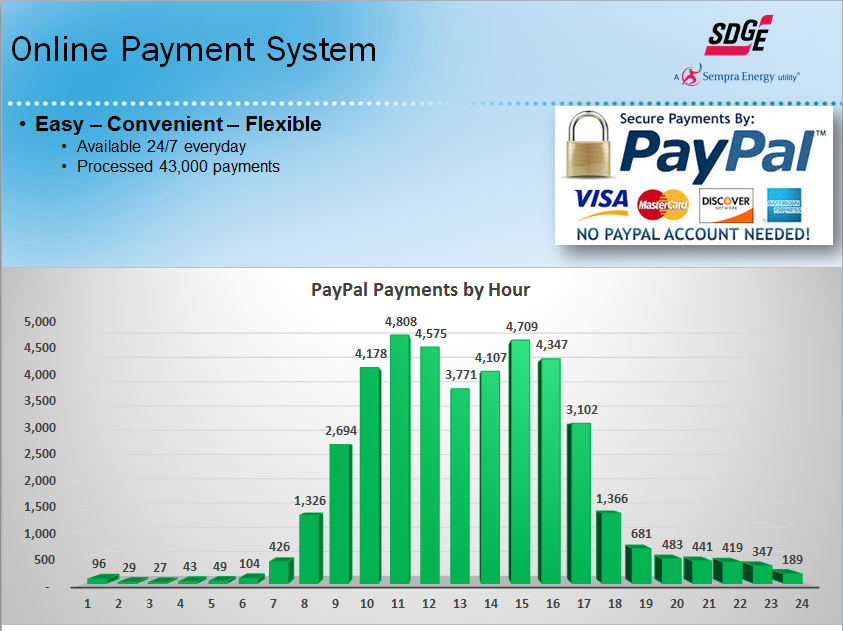 Online Payment System
SDGE
A Sempra Energy utility®
• Easy – Convenient – Flexible
• Available 24/7 everyday
• Processed 43,000 payments
Secure Payments By:
PayPal™
VISA MasterCard DISCOVER AMERICAN
NETWORK EXPRESS
NO PAYPAL ACCOUNT NEEDED!
PayPal Payments by Hour
5,000
4,500
4,000
3,500
3,000
2,500
2,000
1,500
1,000
500
-
96 29 27 43 49 104 426 1,326 2,694 4,178 4,808 4,575 3,771 4,107 4,709 4,347 3,102 1,366 681 483 441 419 347 189
1 2 3 4 5 6 7 8 9 10 11 12 13 14 15 16 17 18 19 20 21 22 23 24